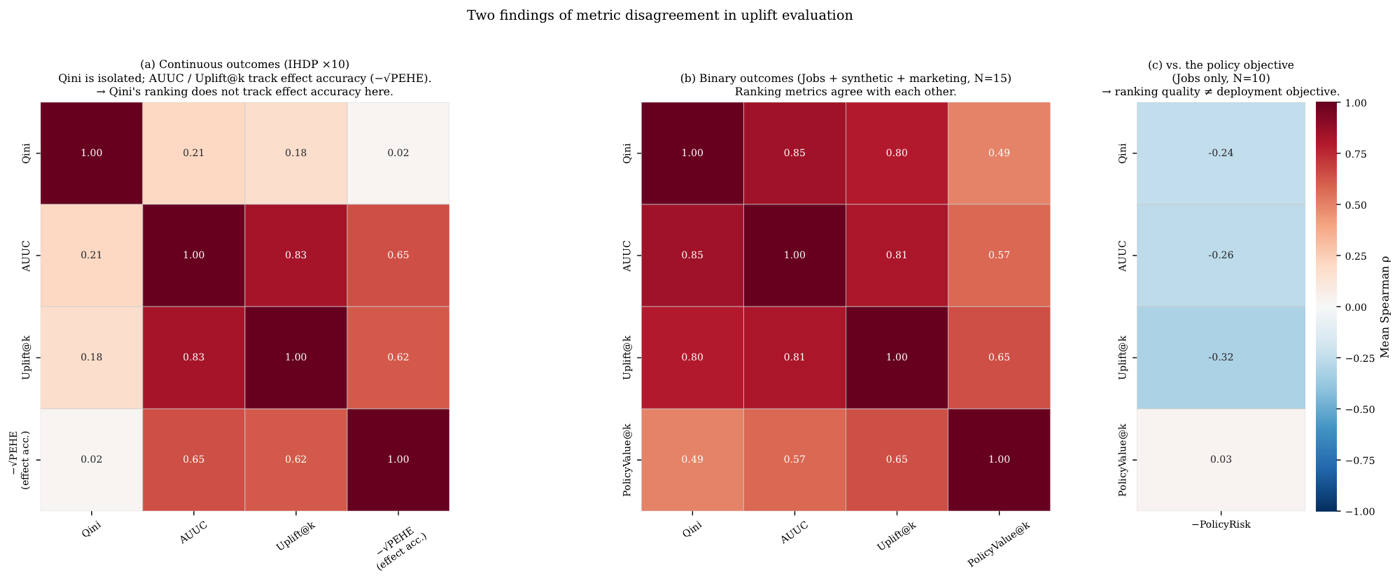 Two findings of metric disagreement in uplift evaluation
(a) Continuous outcomes (IHDP ×10)
Qini is isolated; AUUC / Uplift@k track effect accuracy (−√PEHE).
→ Qini's ranking does not track effect accuracy here.
Qini
1.00 0.21 0.18 0.02
AUUC
0.21 1.00 0.83 0.65
Uplift@k
0.18 0.83 1.00 0.62
−√PEHE
(effect acc.)
0.02 0.65 0.62 1.00
Qini AUUC Uplift@k −√PEHE
(effect acc.)
(b) Binary outcomes (Jobs + synthetic + marketing, N=15)
Ranking metrics agree with each other.
Qini
1.00 0.85 0.80 0.49
AUUC
0.85 1.00 0.81 0.57
Uplift@k
0.80 0.81 1.00 0.65
PolicyValue@k
0.49 0.57 0.65 1.00
Qini AUUC Uplift@k PolicyValue@k
(c) vs. the policy objective
(Jobs only, N=10)
→ ranking quality ≠ deployment objective.
Qini
-0.24
AUUC
-0.26
Uplift@k
-0.32
PolicyValue@k
0.03
−PolicyRisk
1.00
0.75
0.50
0.25
0.00
−0.25
−0.50
−0.75
−1.00
Mean Spearman ρ